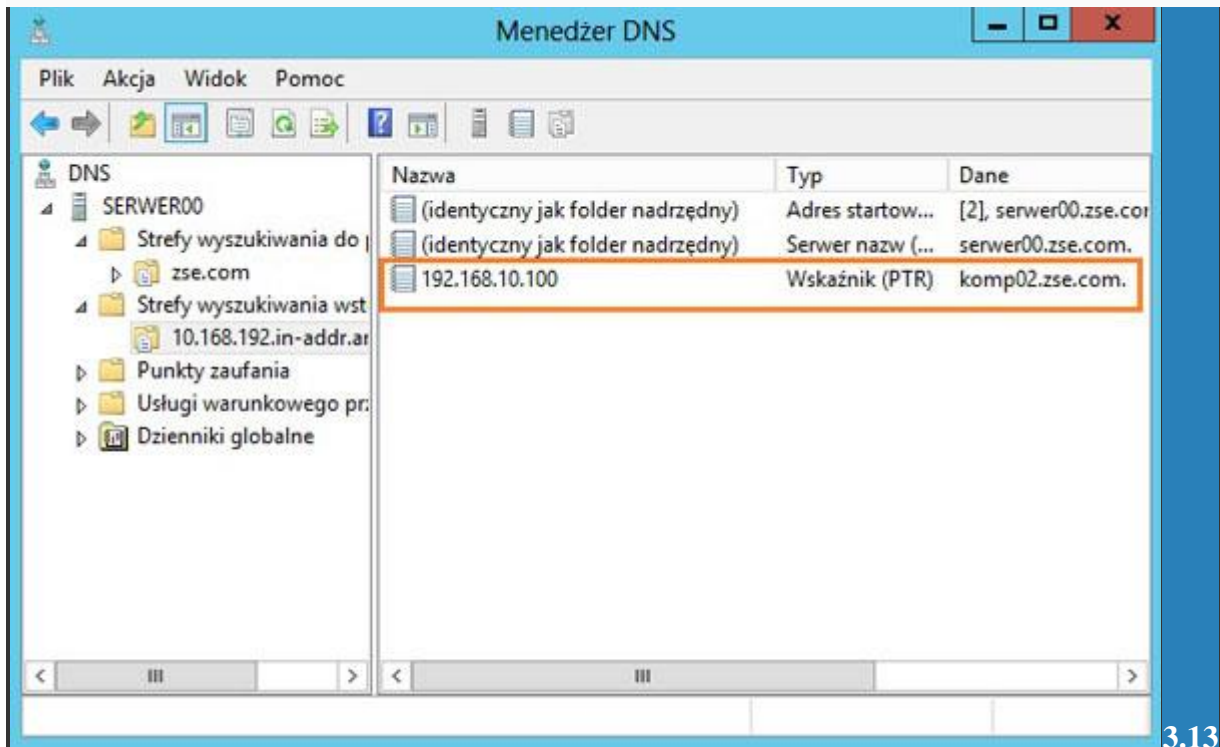 Menedżer DNS
Plik Akcja Widok Pomoc
DNS
SERWER00
Strefy wyszukiwania do
zse.com
Strefy wyszukiwania wst
10.168.192.in-addr.ar
Punkty zaufania
Usługi warunkowego prz
Dzienniki globalne
Nazwa Typ Dane
(identyczny jak folder nadrzędny) Adres startow... [2], serwer00.zse.cor
(identyczny jak folder nadrzędny) Serwer nazw (... serwer00.zse.com.
192.168.10.100 Wskaźnik (PTR) komp02.zse.com.
3.13